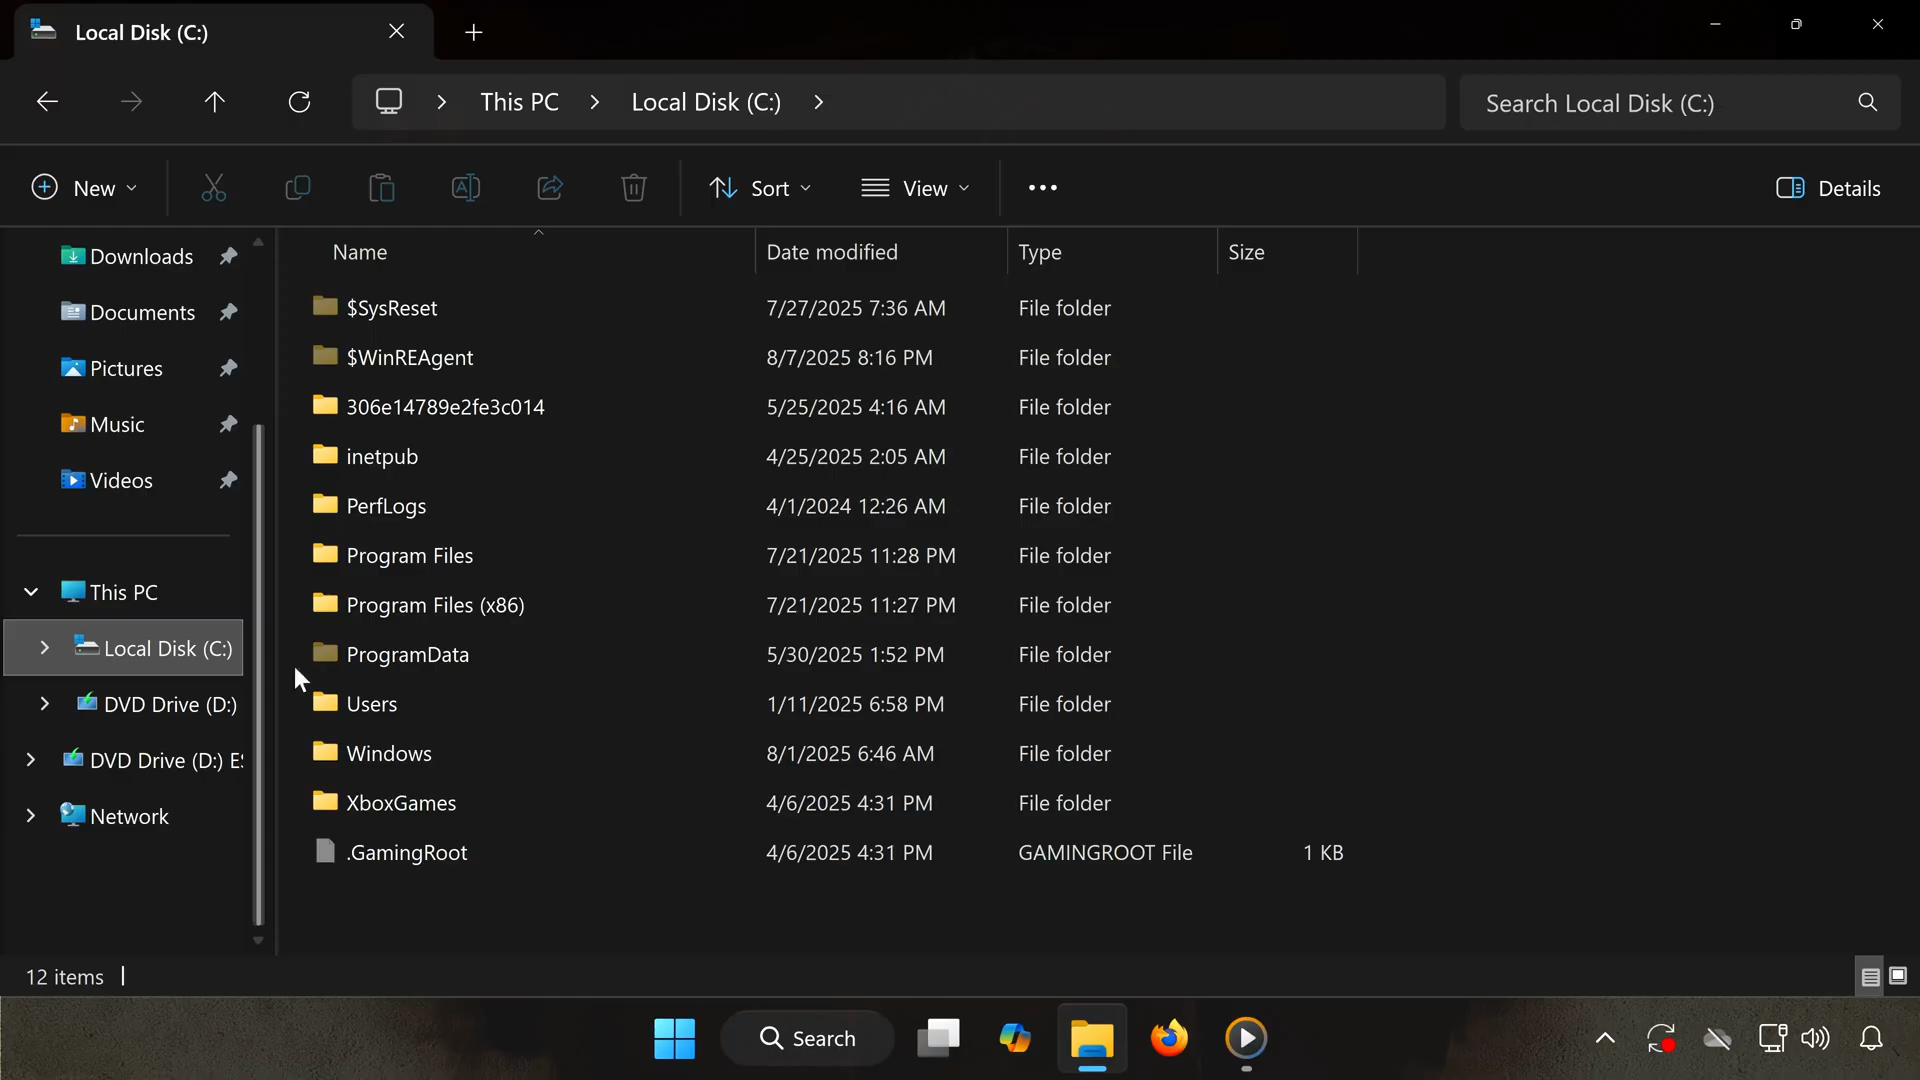 Local Disk (C:)
This PC
Local Disk (C:)
Search Local Disk (C:)
New
Sort
View
Details
Name
Date modified
Type
Size
Downloads
Documents
Pictures
Music
Videos
This PC
Local Disk (C:)
DVD Drive (D:)
DVD Drive (D:) ES
Network
$SysReset 7/27/2025 7:36 AM File folder
$WinREAgent 8/7/2025 8:16 PM File folder
306e14789e2fe3c014 5/25/2025 4:16 AM File folder
inetpub 4/25/2025 2:05 AM File folder
PerfLogs 4/1/2024 12:26 AM File folder
Program Files 7/21/2025 11:28 PM File folder
Program Files (x86) 7/21/2025 11:27 PM File folder
ProgramData 5/30/2025 1:52 PM File folder
Users 1/11/2025 6:58 PM File folder
Windows 8/1/2025 6:46 AM File folder
XboxGames 4/6/2025 4:31 PM File folder
.GamingRoot 4/6/2025 4:31 PM GAMINGROOT File 1 KB
12 items
Search